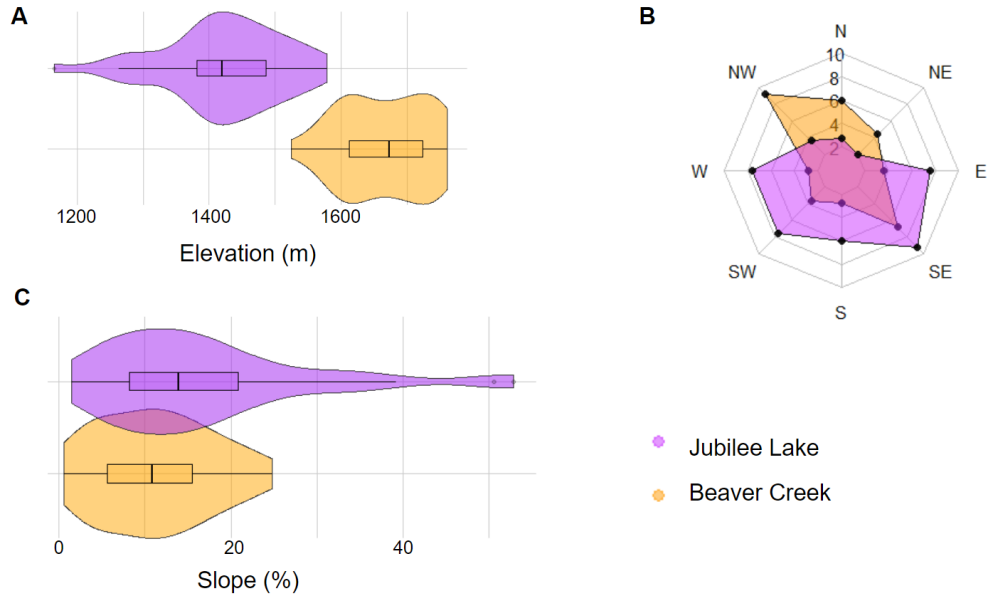 A
1200 1400 1600
Elevation (m)
B
N
NE
E
SE
S
SW
W
NW
10
8
6
4
2
C
0 20 40
Slope (%)
Jubilee Lake
Beaver Creek